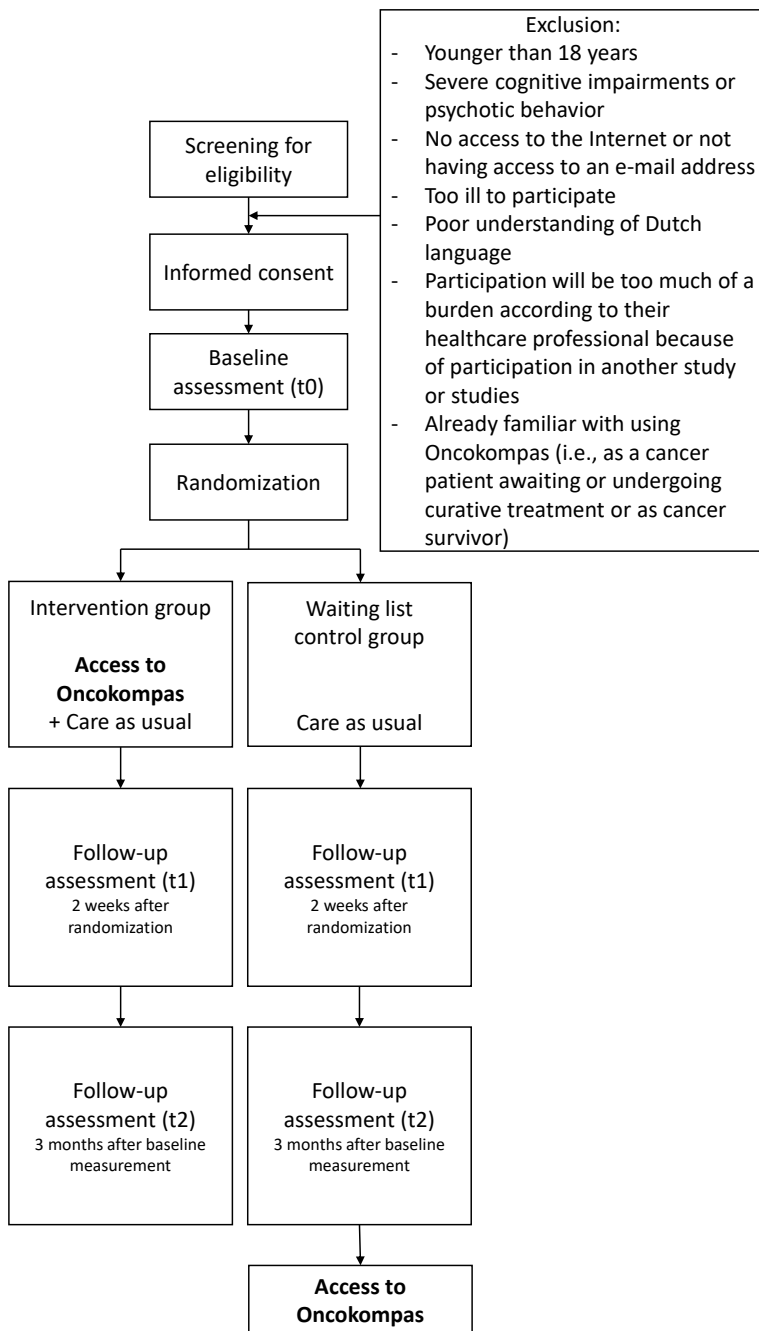 Exclusion:
- Younger than 18 years
- Severe cognitive impairments or
psychotic behavior
- No access to the Internet or not
having access to an e-mail address
- Too ill to participate
- Poor understanding of Dutch
language
- Participation will be too much of a
burden according to their
healthcare professional because
of participation in another study
or studies
- Already familiar with using
Oncokompas (i.e., as a cancer
patient awaiting or undergoing
curative treatment or as cancer
survivor)
Screening for
eligibility
Informed consent
Baseline
assessment (t0)
Randomization
Intervention group
Access to
Oncokompas
+ Care as usual
Waiting list
control group
Care as usual
Follow-up
assessment (t1)
2 weeks after
randomization
Follow-up
assessment (t1)
2 weeks after
randomization
Follow-up
assessment (t2)
3 months after baseline
measurement
Follow-up
assessment (t2)
3 months after baseline
measurement
Access to
Oncokompas